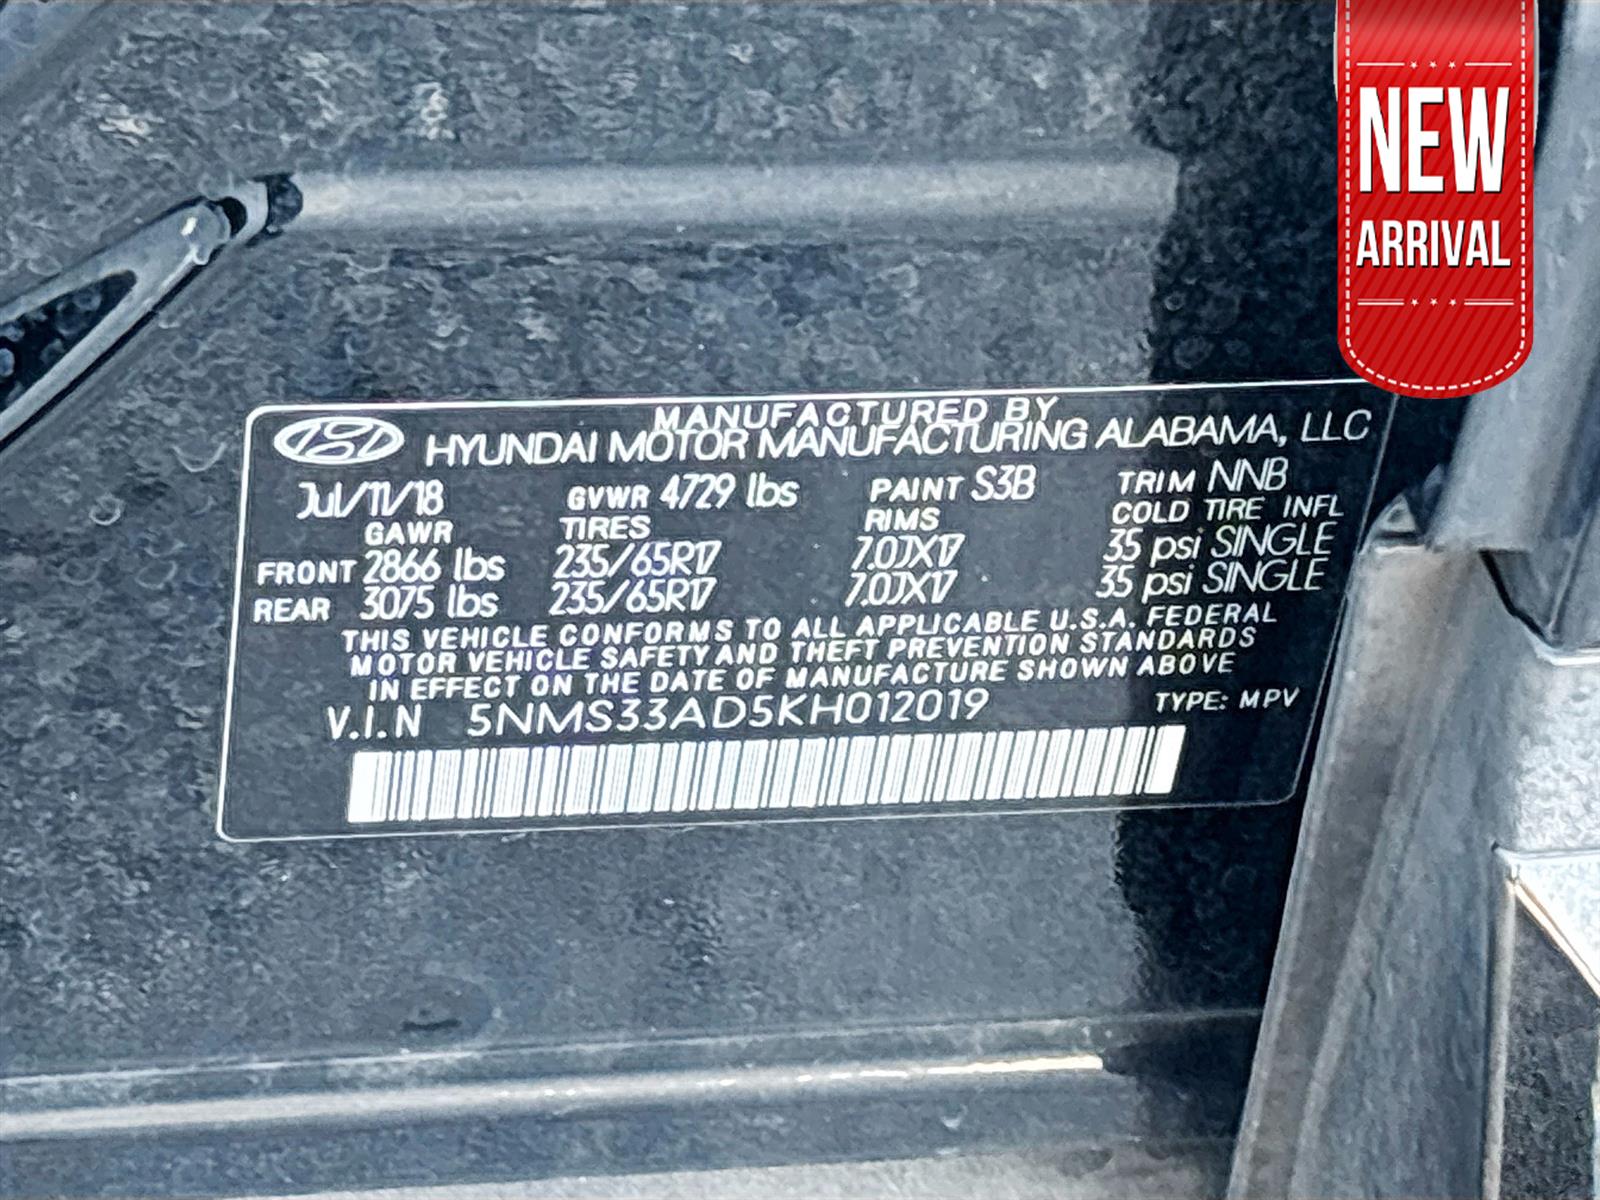 NEW
ARRIVAL
MANUFACTURED BY
HYUNDAI MOTOR MANUFACTURING ALABAMA, LLC
Jul/11/18 GVWR 4729 lbs PAINT S3B TRIM NNB
GAWR TIRES RIMS COLD TIRE INFL
FRONT 2866 lbs 235/65R17 7.0JX17 35 psi SINGLE
REAR 3075 lbs 235/65R17 7.0JX17 35 psi SINGLE
THIS VEHICLE CONFORMS TO ALL APPLICABLE U.S.A. FEDERAL
MOTOR VEHICLE SAFETY AND THEFT PREVENTION STANDARDS
IN EFFECT ON THE DATE OF MANUFACTURE SHOWN ABOVE
V.I.N 5NMS33AD5KH012019 TYPE: MPV